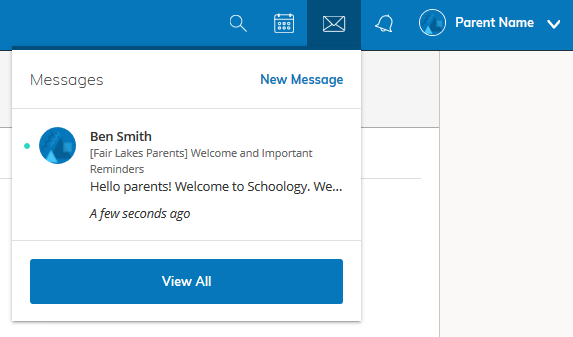 Parent Name
Messages
New Message
Ben Smith
[Fair Lakes Parents] Welcome and Important
Reminders
Hello parents! Welcome to Schoology. We...
A few seconds ago
View All